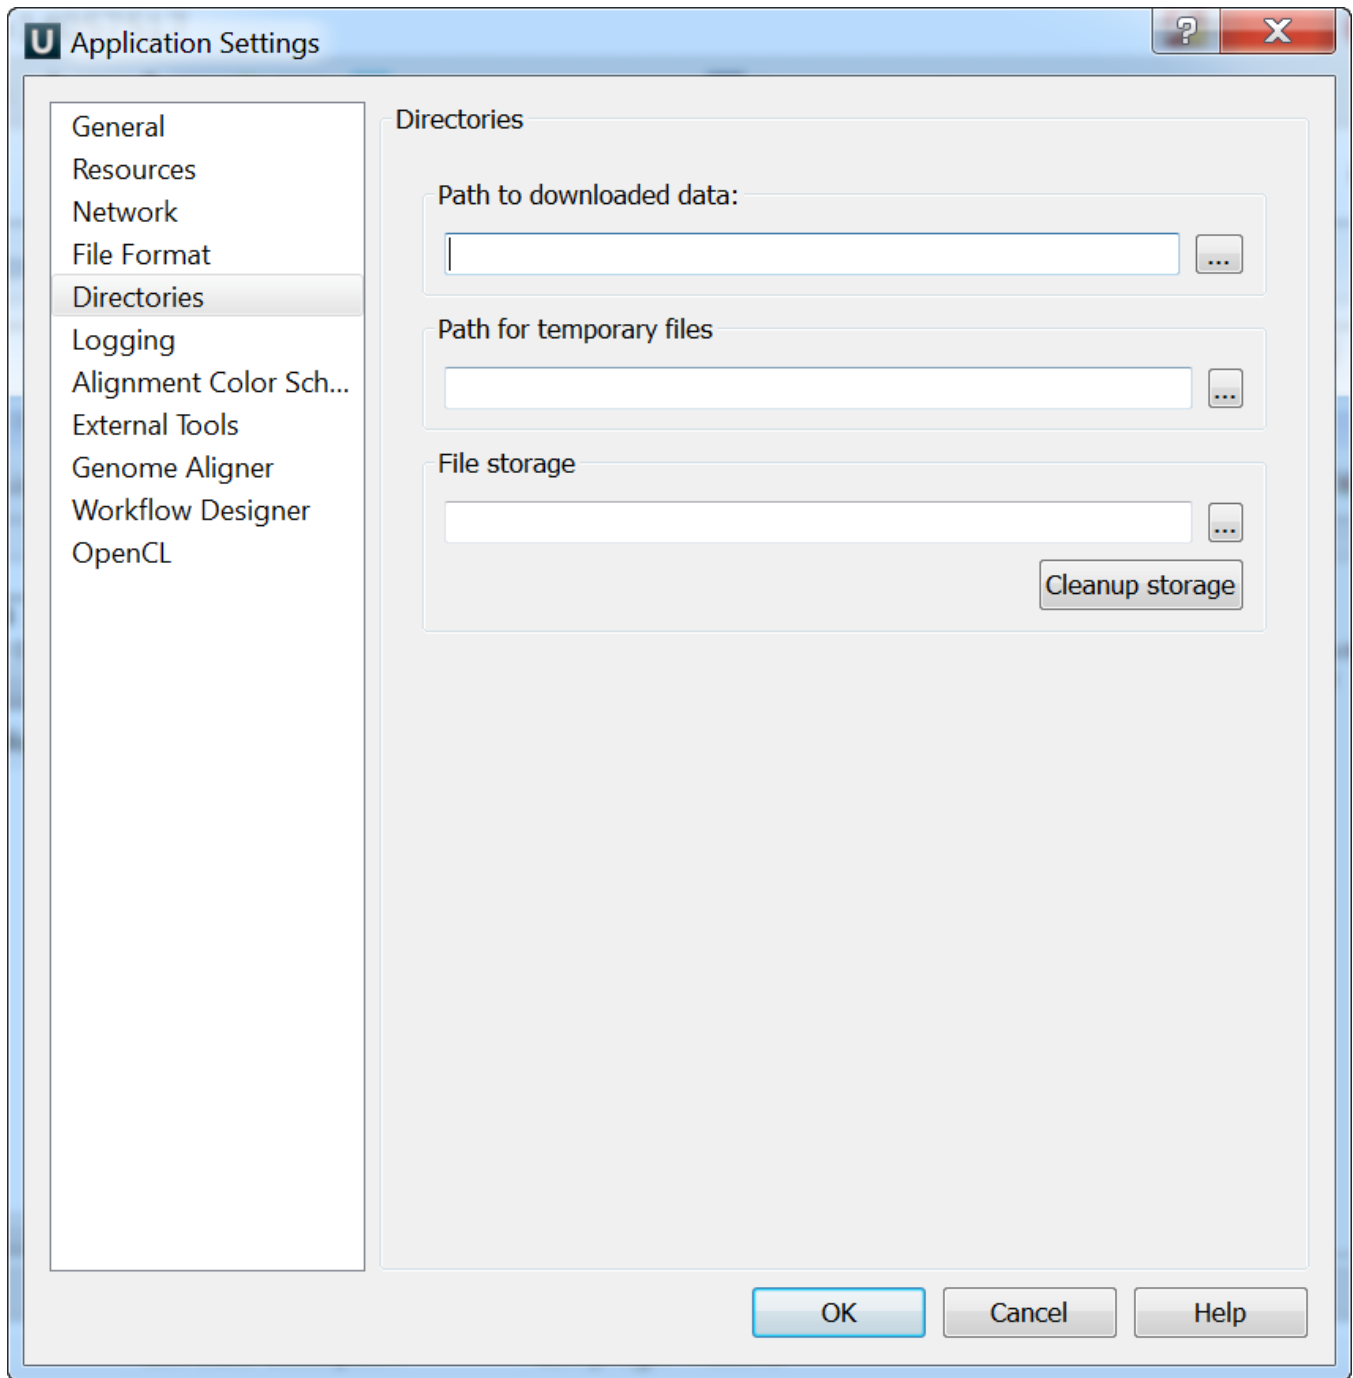 U Application Settings
General
Resources
Network
File Format
Directories
Logging
Alignment Color Sch...
External Tools
Genome Aligner
Workflow Designer
OpenCL
Directories
Path to downloaded data:
...
Path for temporary files
...
File storage
...
Cleanup storage
OK
Cancel
Help